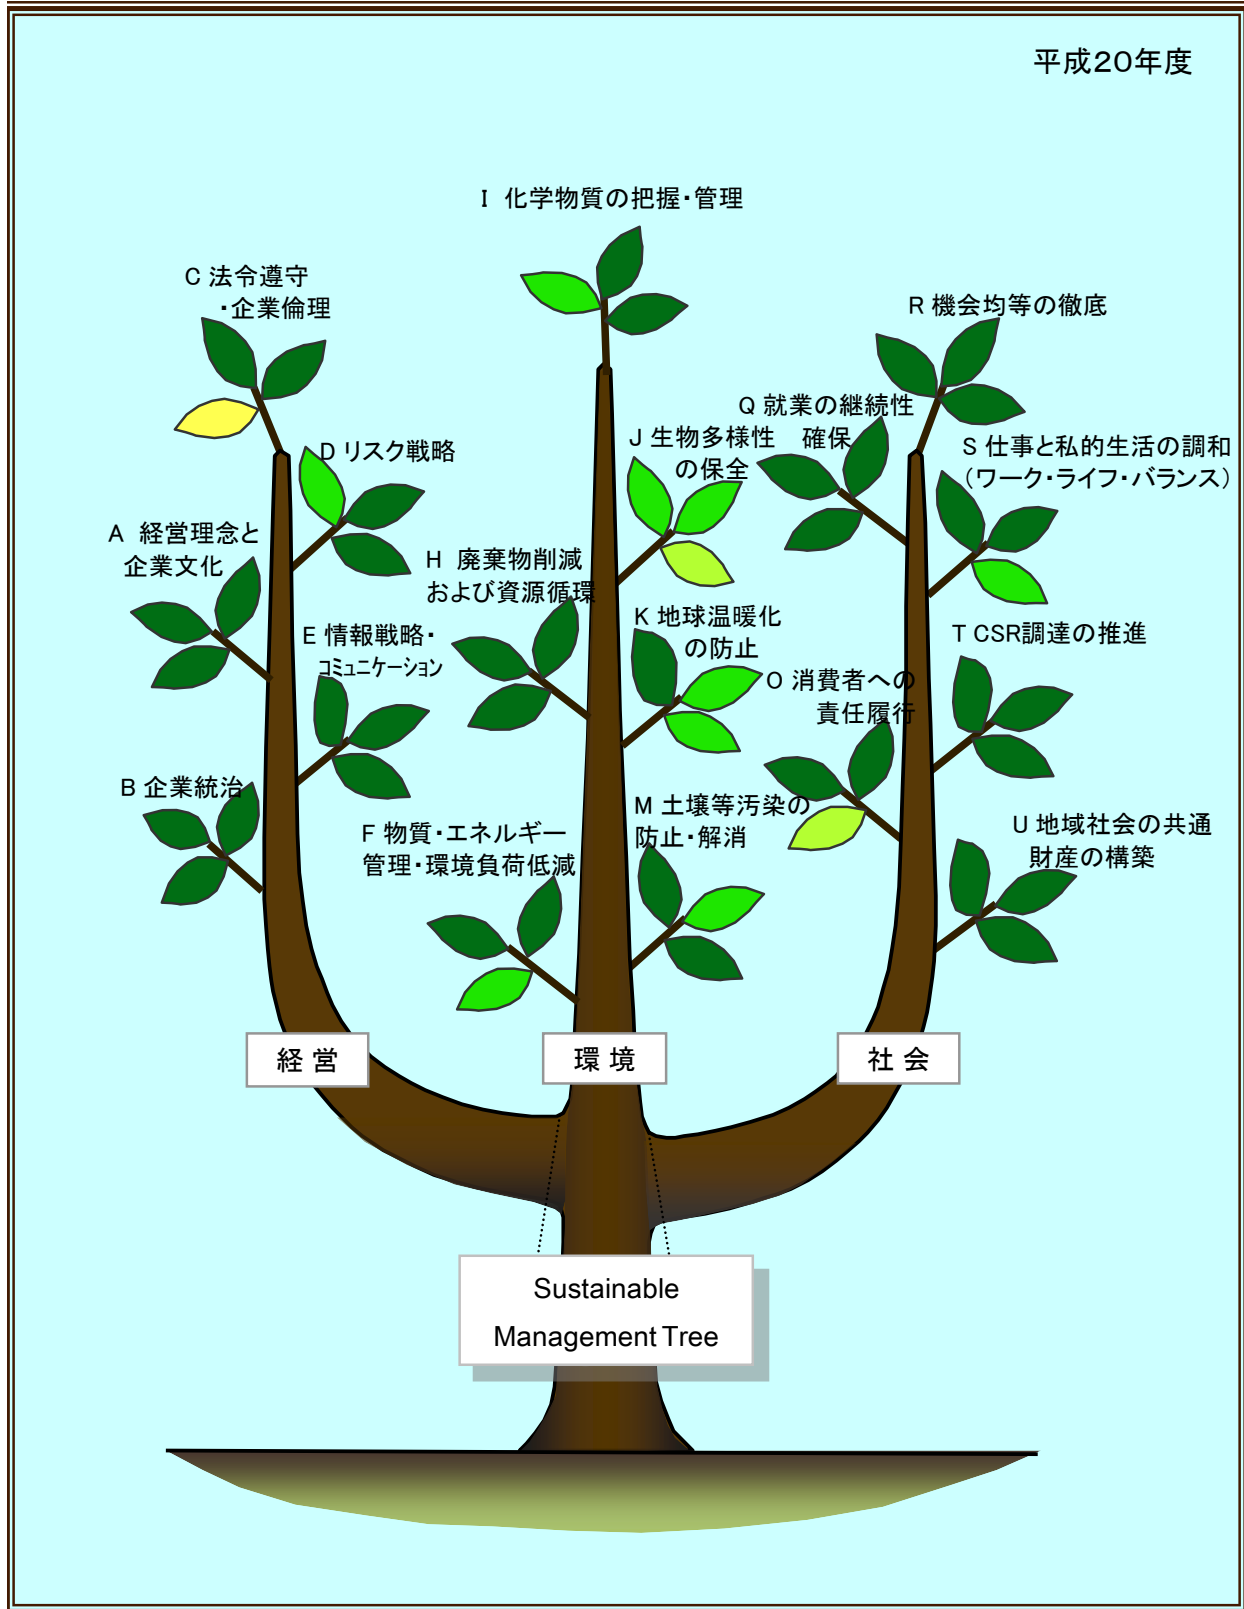 平成20年度
I 化学物質の把握・管理
C 法令遵守
・企業倫理
R 機会均等の徹底
D リスク戦略
J 生物多様性
の保全
Q 就業の継続性
確保
S 仕事と私的生活の調和
（ワーク・ライフ・バランス）
A 経営理念と
企業文化
H 廃棄物削減
および資源循環
E 情報戦略・
コミュニケーション
K 地球温暖化
の防止
T CSR調達の推進
O 消費者への
責任履行
B 企業統治
F 物質・エネルギー
管理・環境負荷低減
M 土壌等汚染の
防止・解消
U 地域社会の共通
財産の構築
経 営
環 境
社 会
Sustainable
Management Tree